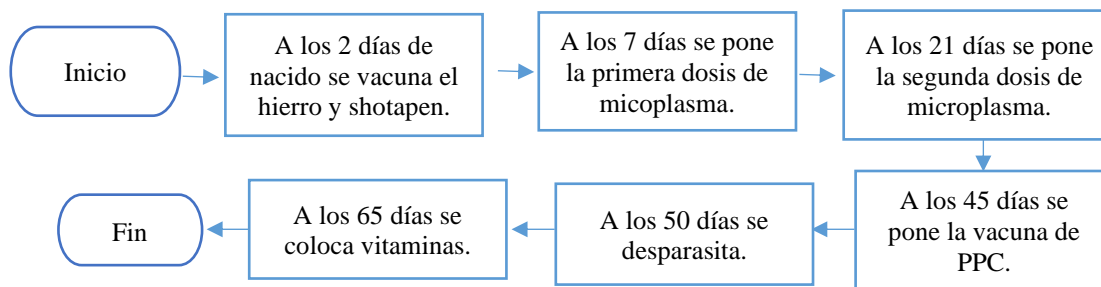 Inicio
A los 2 días de
nacido se vacuna el
hierro y shotapen.
A los 7 días se pone
la primera dosis de
micoplasma.
A los 21 días se pone
la segunda dosis de
microplasma.
A los 45 días se
pone la vacuna de
PPC.
A los 50 días se
desparasita.
A los 65 días se
coloca vitaminas.
Fin